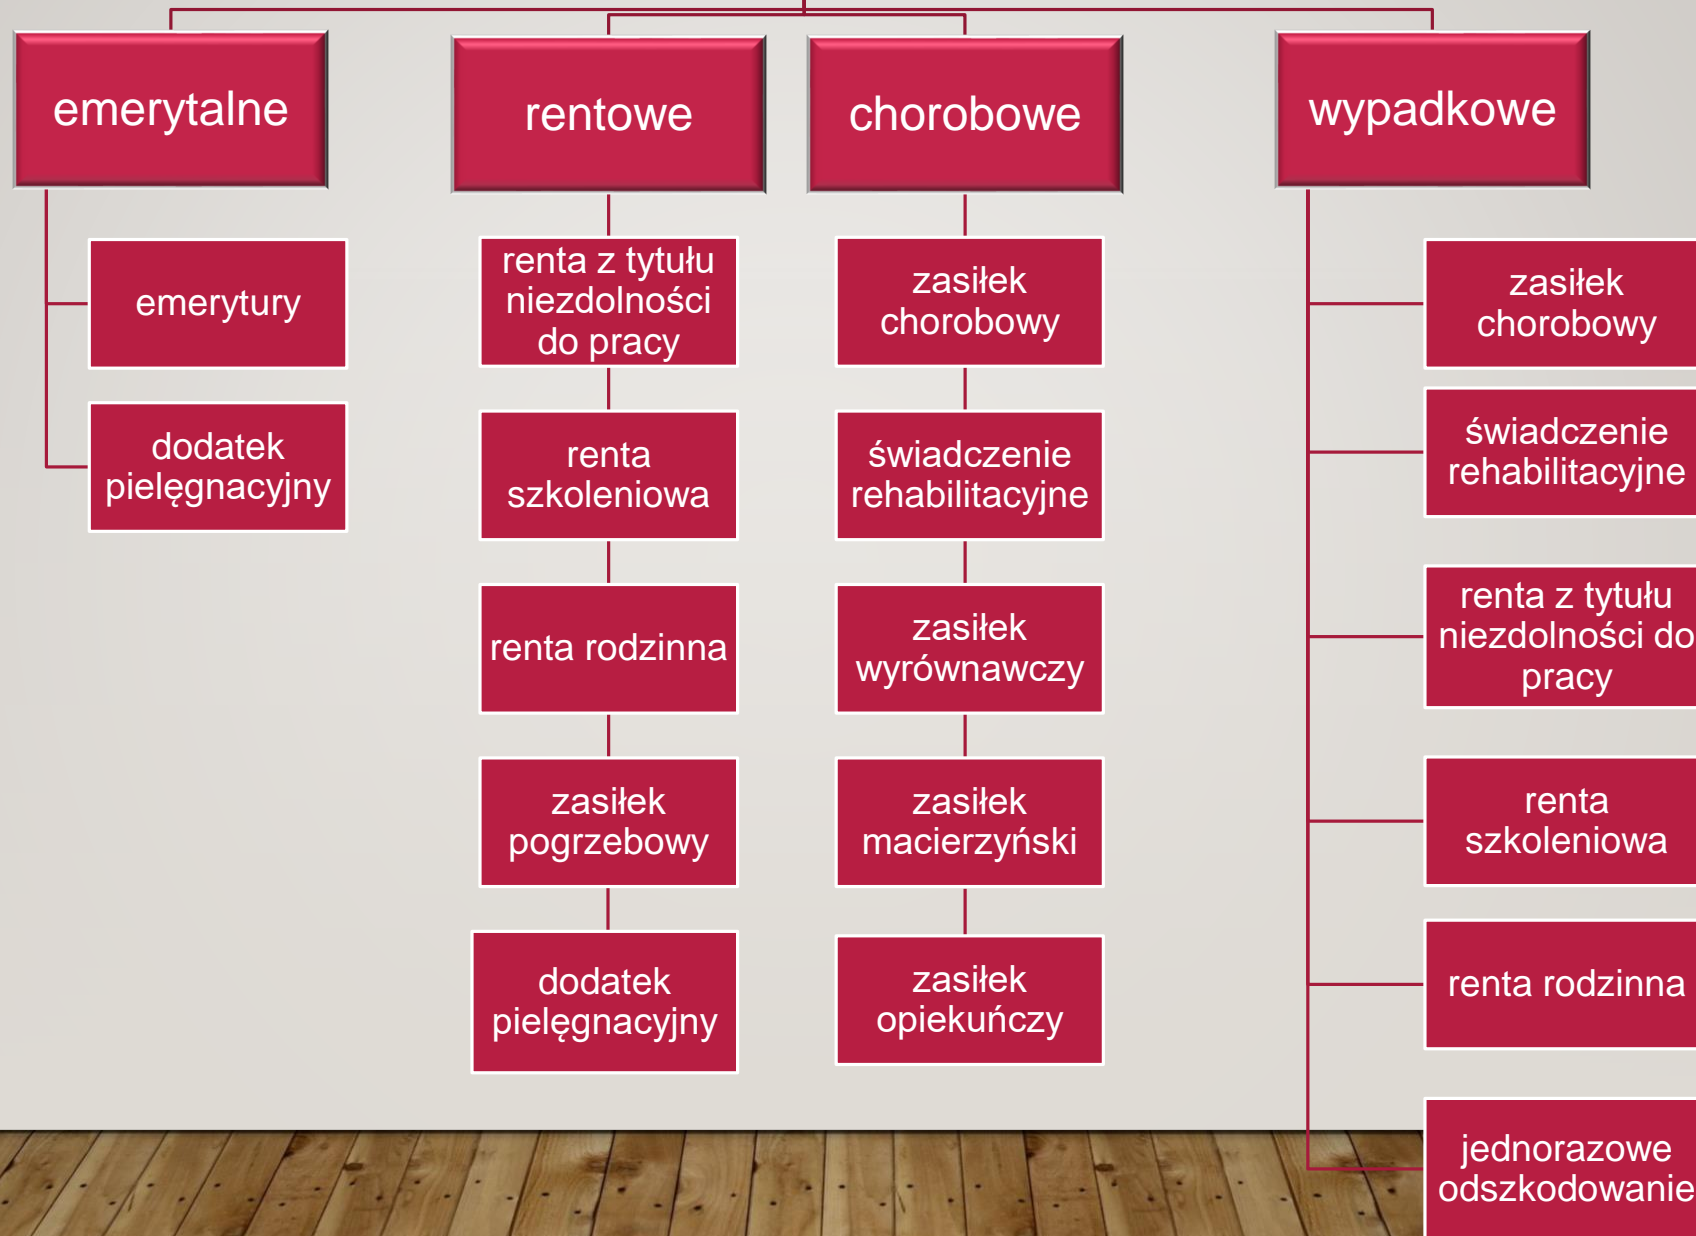 emerytalne
emerytury
dodatek
pielęgnacyjny
rentowe
renta z tytułu
niezdolności
do pracy
renta
szkoleniowa
renta rodzinna
zasiłek
pogrzebowy
dodatek
pielęgnacyjny
chorobowe
zasiłek
chorobowy
świadczenie
rehabilitacyjne
zasiłek
wyrównawczy
zasiłek
macierzyński
zasiłek
opiekuńczy
wypadkowe
zasiłek
chorobowy
świadczenie
rehabilitacyjne
renta z tytułu
niezdolności do
pracy
renta
szkoleniowa
renta rodzinna
jednorazowe
odszkodowanie